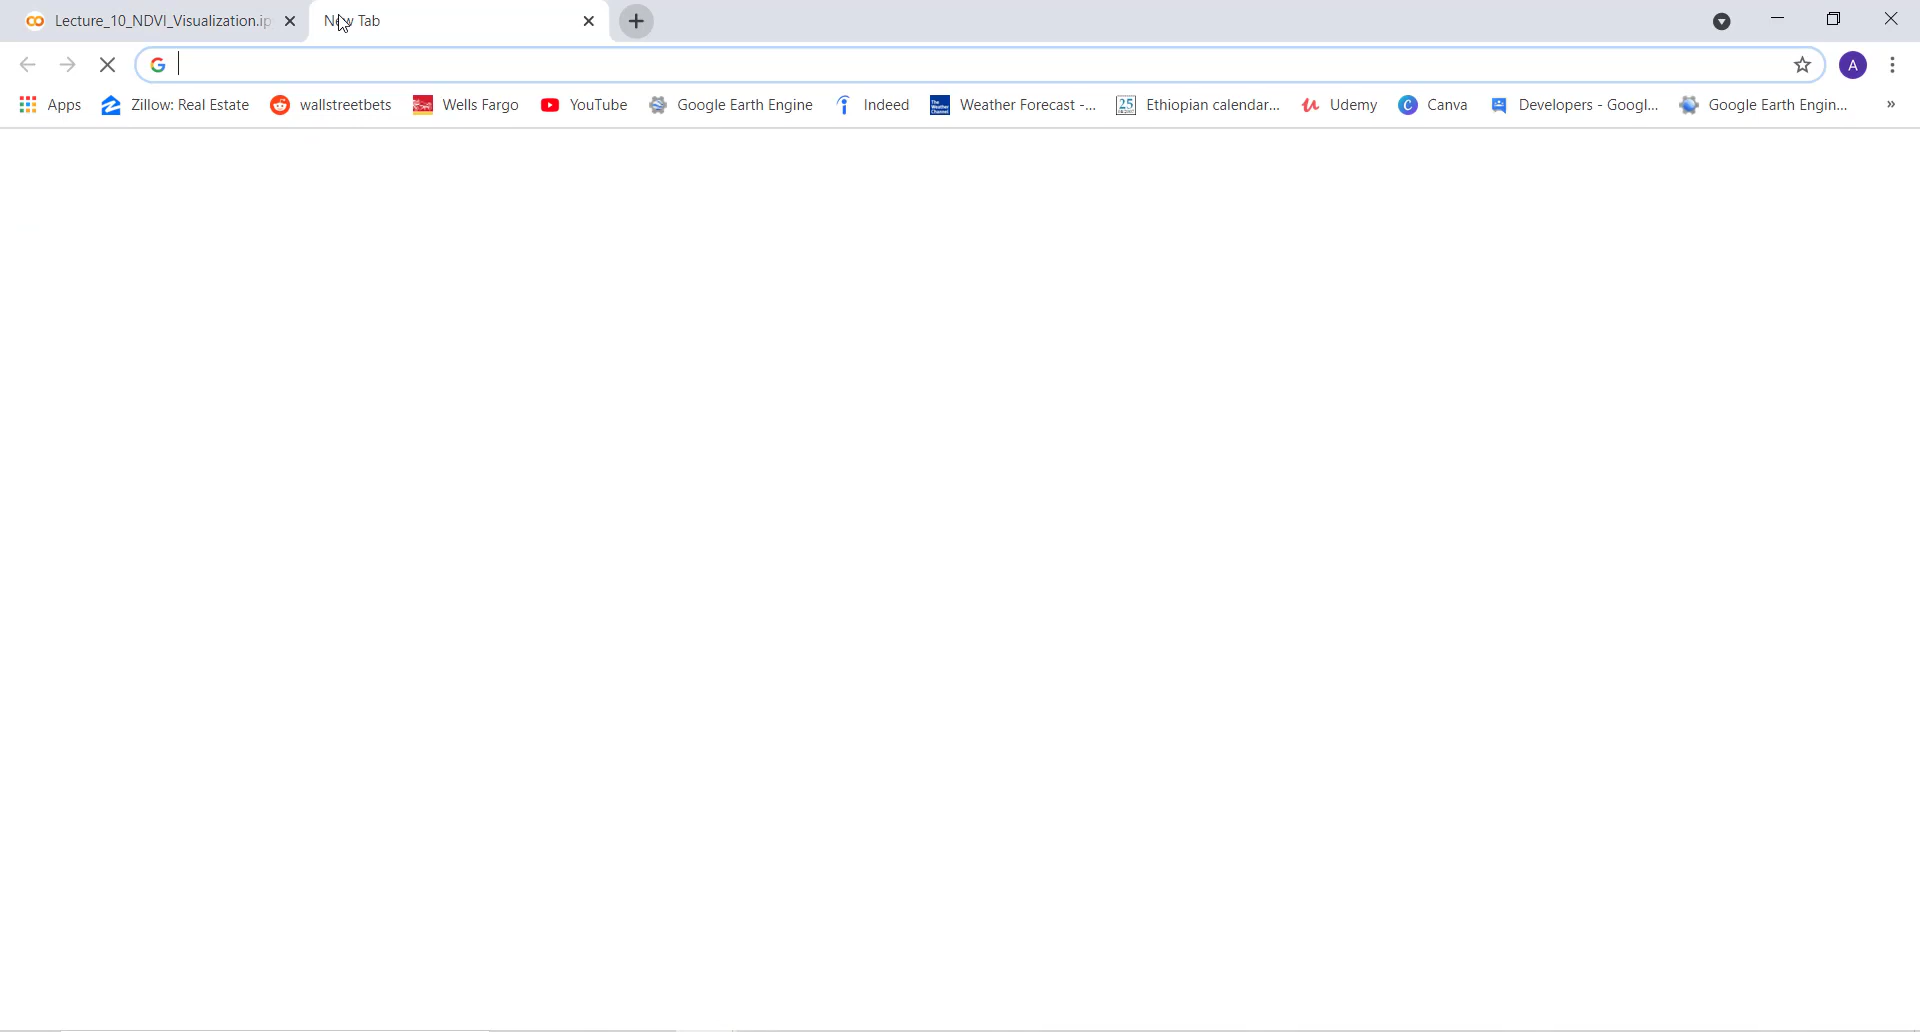 Lecture_10_NDVI_Visualization.ip
New Tab
A
Apps
Zillow: Real Estate
wallstreetbets
Wells Fargo
YouTube
Google Earth Engine
Indeed
Weather Forecast -...
25
Ethiopian calendar...
Udemy
Canva
Developers - Googl...
Google Earth Engin...
»